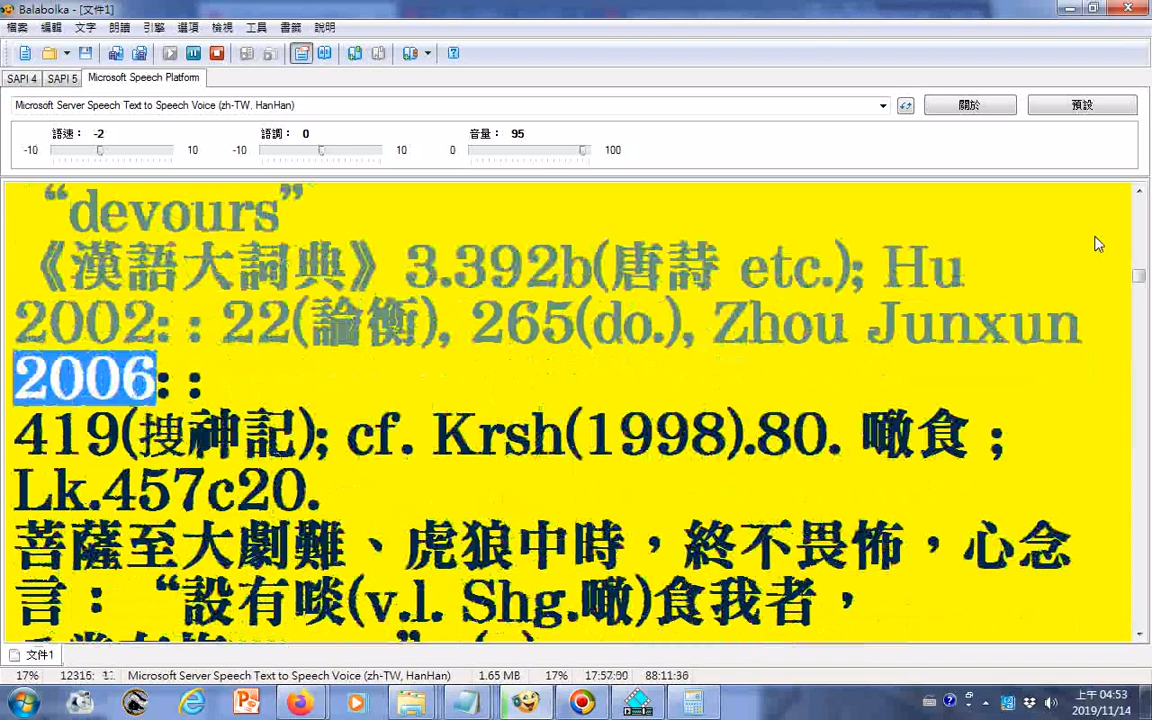 Balabolka - [文件1]
檔案 編輯 文字 朗讀 引擎 選項 檢視 工具 書籤 說明
SAPI 4 SAPI 5 Microsoft Speech Platform
Microsoft Server Speech Text to Speech Voice (zh-TW, HanHan)
關於 預設
語速： -2 語調： 0 音量： 95
-10 10 -10 10 0 100
“devours”
《漢語大詞典》3.392b(唐詩 etc.); Hu
2002: : 22(論衡), 265(do.), Zhou Junxun
2006: :
419(搜神記); cf. Krsh(1998).80. 噉食；
Lk.457c20.
菩薩至大劇難、虎狼中時，終不畏怖，心念
言：“設有啖(v.l. Shg.噉)食我者，
文件1
17% 12315: Microsoft Server Speech Text to Speech Voice (zh-TW, HanHan) 1.65 MB 17% 17:57:90 88:11:36
上午 04:53
2019/11/14